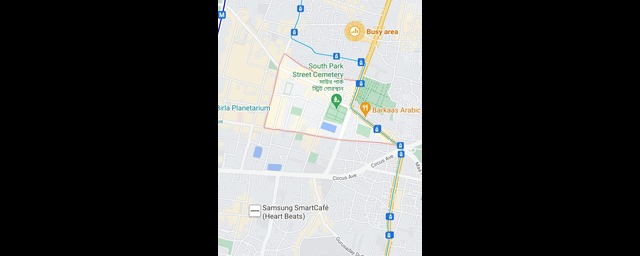 M
Busy area
South Park
Street Cemetery
সাউথ পার্ক
স্ট্রিট গোরস্থান
Birla Planetarium
Barkaas Arabic
Circus Ave
Circus Ave
Samsung SmartCafé
(Heart Beats)
Gurusaday